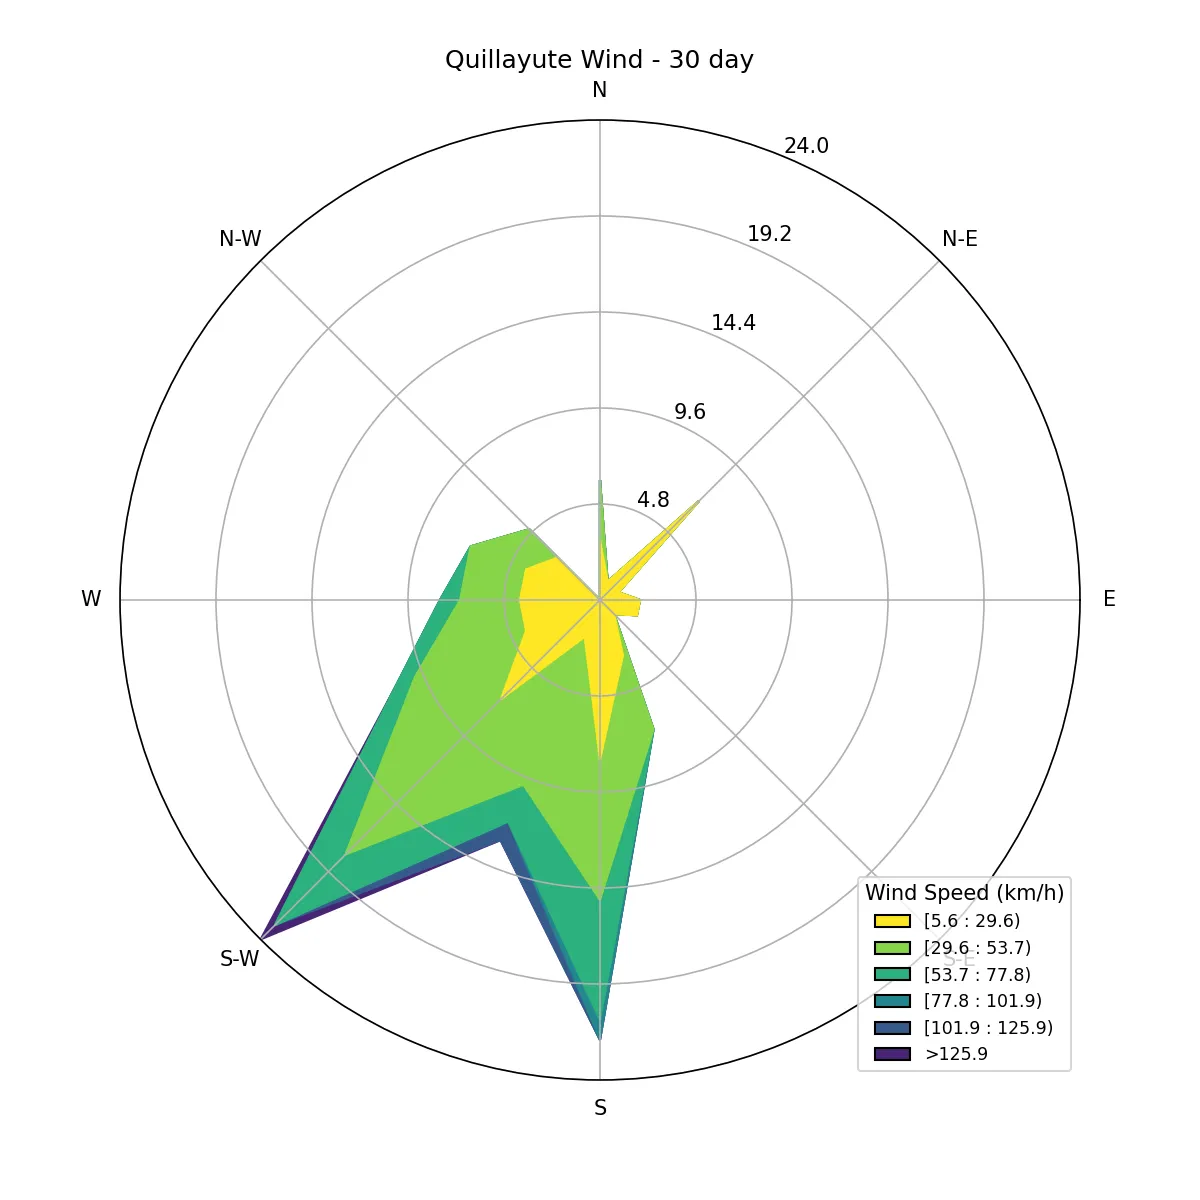 Quillayute Wind - 30 day
N
24.0
N-W
19.2
N-E
14.4
9.6
4.8
W
E
S-W
S-E
Wind Speed (km/h)
[5.6 : 29.6)
[29.6 : 53.7)
[53.7 : 77.8)
[77.8 : 101.9)
[101.9 : 125.9)
>125.9
S